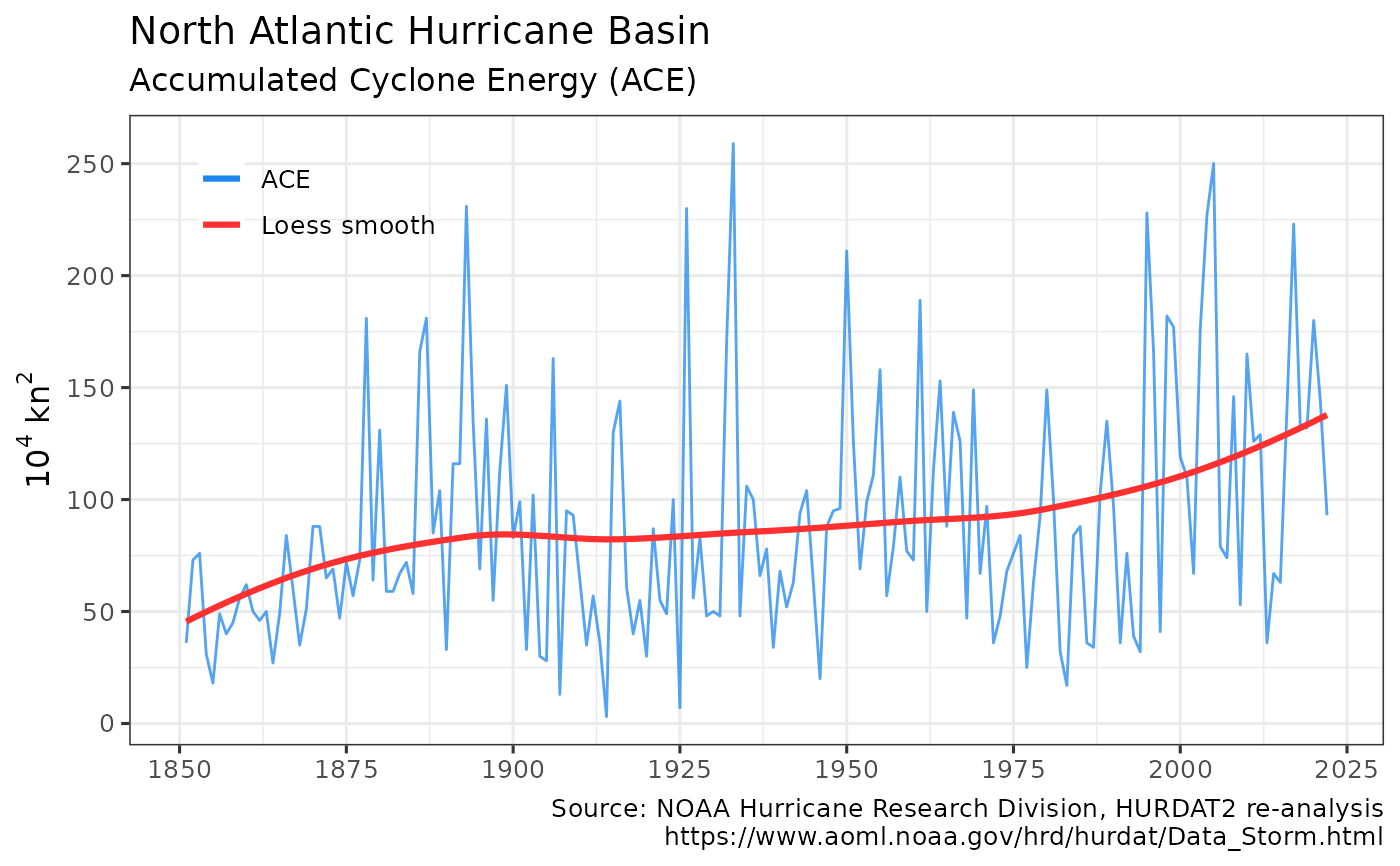 North Atlantic Hurricane Basin
Accumulated Cyclone Energy (ACE)
10⁴ kn²
250
200
150
100
50
0
ACE
Loess smooth
1850 1875 1900 1925 1950 1975 2000 2025
Source: NOAA Hurricane Research Division, HURDAT2 re-analysis
https://www.aoml.noaa.gov/hrd/hurdat/Data_Storm.html